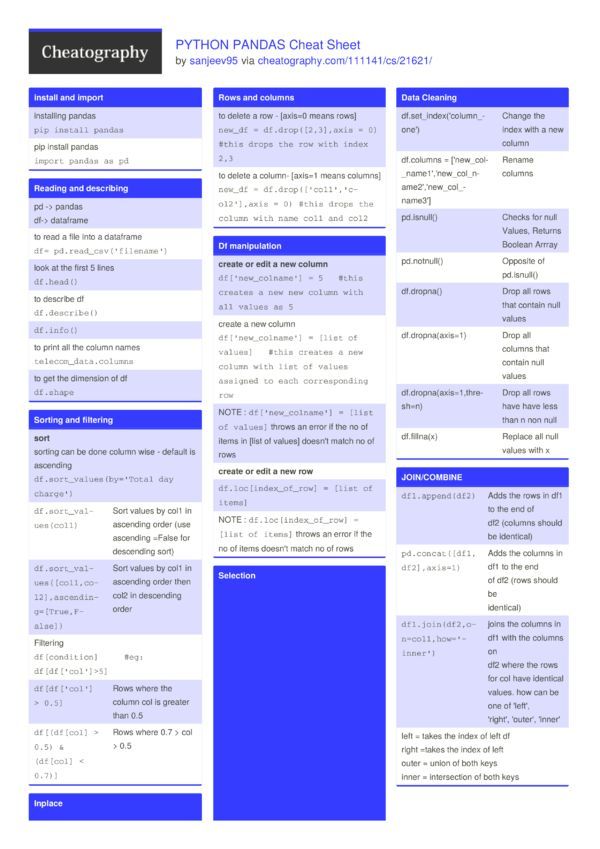 Cheatography
PYTHON PANDAS Cheat Sheet
by sanjeev95 via cheatography.com/111141/cs/21621/
Install and import
Installing pandas
pip install pandas
pip install pandas
import pandas as pd
Reading and describing
pd -> pandas
df-> dataframe
to read a file into a dataframe
df= pd.read_csv('filename')
look at the first 5 lines
df.head()
to describe df
df.describe()
df.info()
to print all the column names
telecom_data.columns
to get the dimension of df
df.shape
Sorting and filtering
sort
sorting can be done column wise - default is
ascending
df.sort_values(by='Total day
charge')
df.sort_val-
ues(col1)
Sort values by col1 in
ascending order (use
ascending =False for
descending sort)
df.sort_val-
ues([col1,co-
l2],ascendin-
g=[True,F-
alse])
Sort values by col1 in
ascending order then
col2 in descending
order
Filtering
df[condition] #eg:
df[df['col']>5]
df[df['col']
> 0.5]
Rows where the
column col is greater
than 0.5
df[(df[col] >
0.5) &
(df[col] <
0.7)]
Rows where 0.7 > col
> 0.5
Inplace
Rows and columns
to delete a row - [axis=0 means rows]
new_df = df.drop([2,3],axis = 0)
#this drops the row with index
2,3
to delete a column- [axis=1 means columns]
new_df = df.drop(['col1','c-
ol2'],axis = 0) #this drops the
column with name col1 and col2
Df manipulation
create or edit a new column
df['new_colname'] = 5 #this
creates a new new column with
all values as 5
create a new column
df['new_colname'] = [list of
values] #this creates a new
column with list of values
assigned to each corresponding
row
NOTE : df['new_colname'] = [list
of values] throws an error if the no of
items in [list of values] doesn't match no of
rows
create or edit a new row
df.loc[index_of_row] = [list of
items]
NOTE : df.loc[index_of_row] =
[list of items] throws an error if the
no of items doesn't match no of rows
Selection
Data Cleaning
df.set_index('column_-
one')
Change the
index with a new
column
df.columns = ['new_col-
_name1','new_col_n-
ame2','new_col_-
name3']
Rename
columns
pd.isnull()
Checks for null
Values, Returns
Boolean Arrray
pd.notnull()
Opposite of
pd.isnull()
df.dropna()
Drop all rows
that contain null
values
df.dropna(axis=1)
Drop all
columns that
contain null
values
df.dropna(axis=1,thre-
sh=n)
Drop all rows
have have less
than n non null
df.fillna(x)
Replace all null
values with x
JOIN/COMBINE
df1.append(df2)
Adds the rows in df1
to the end of
df2 (columns should
be identical)
pd.concat([df1,
df2],axis=1)
Adds the columns in
df1 to the end
of df2 (rows should
be
identical)
df1.join(df2,o-
n=col1,how='-
inner')
joins the columns in
df1 with the columns
on
df2 where the rows
for col have identical
values. how can be
one of 'left',
'right', 'outer', 'inner'
left = takes the index of left df
right =takes the index of left
outer = union of both keys
inner = intersection of both keys